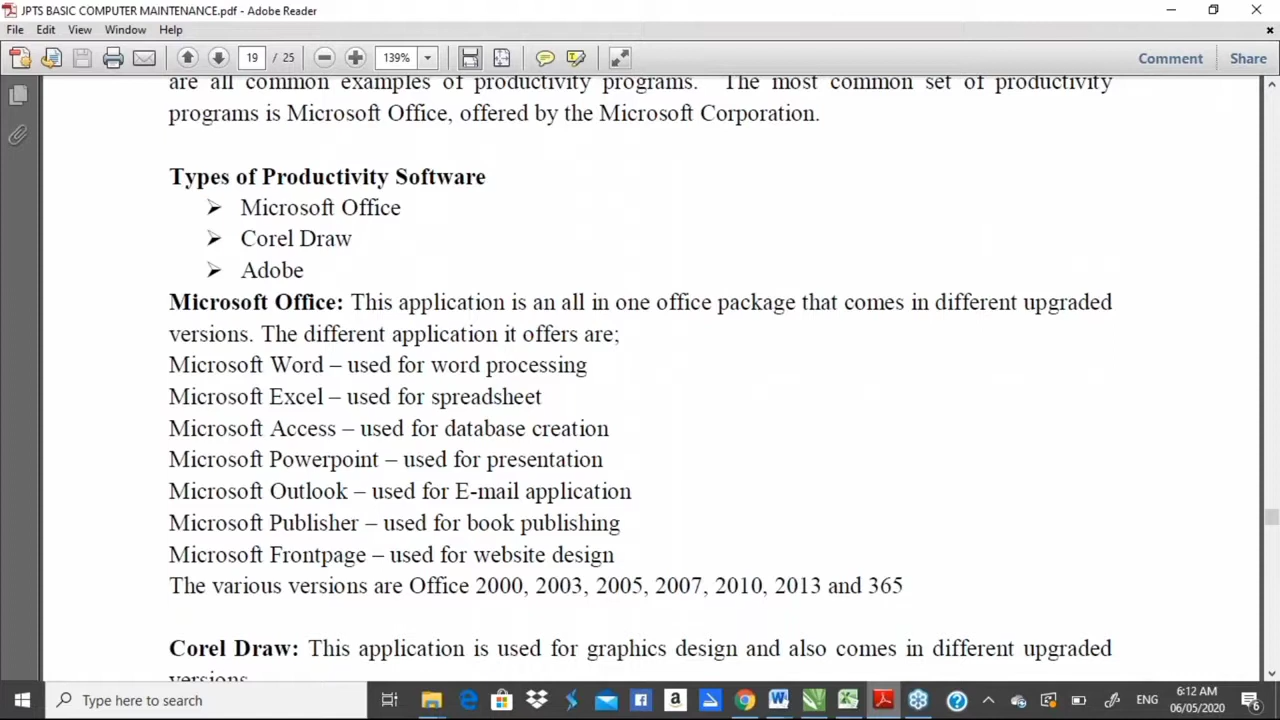 JPTS BASIC COMPUTER MAINTENANCE.pdf - Adobe Reader
File Edit View Window Help
19 / 25 139% Comment Share
are all common examples of productivity programs. The most common set of productivity
programs is Microsoft Office, offered by the Microsoft Corporation.
Types of Productivity Software
➢ Microsoft Office
➢ Corel Draw
➢ Adobe
Microsoft Office: This application is an all in one office package that comes in different upgraded
versions. The different application it offers are;
Microsoft Word – used for word processing
Microsoft Excel – used for spreadsheet
Microsoft Access – used for database creation
Microsoft Powerpoint – used for presentation
Microsoft Outlook – used for E-mail application
Microsoft Publisher – used for book publishing
Microsoft Frontpage – used for website design
The various versions are Office 2000, 2003, 2005, 2007, 2010, 2013 and 365
Corel Draw: This application is used for graphics design and also comes in different upgraded
versions
Type here to search
ENG
6:12 AM
06/05/2020
6